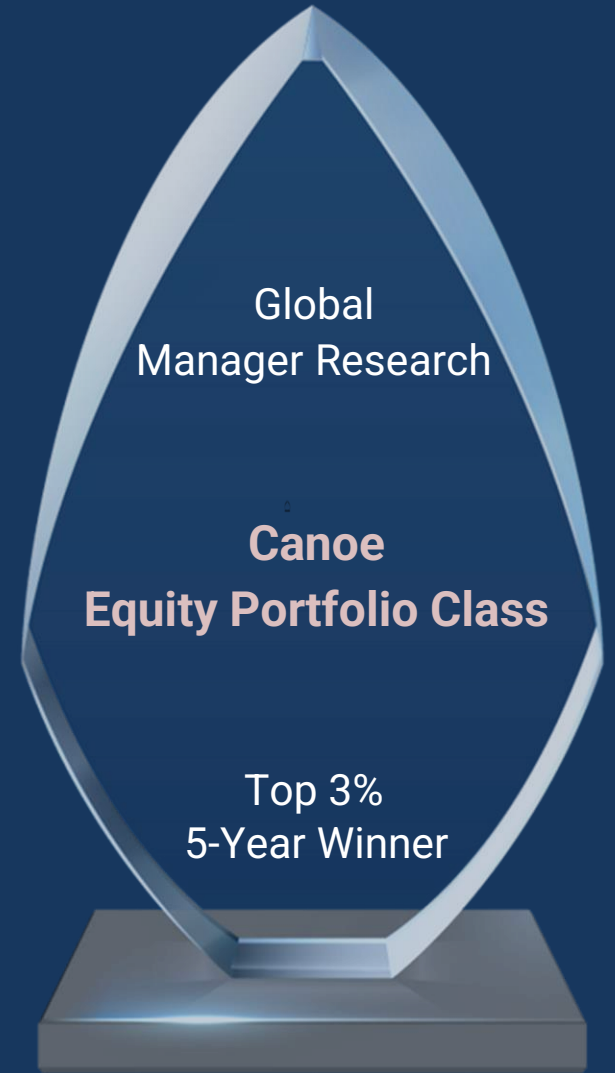 Global
Manager Research
Canoe
Equity Portfolio Class
Top 3%
5-Year Winner